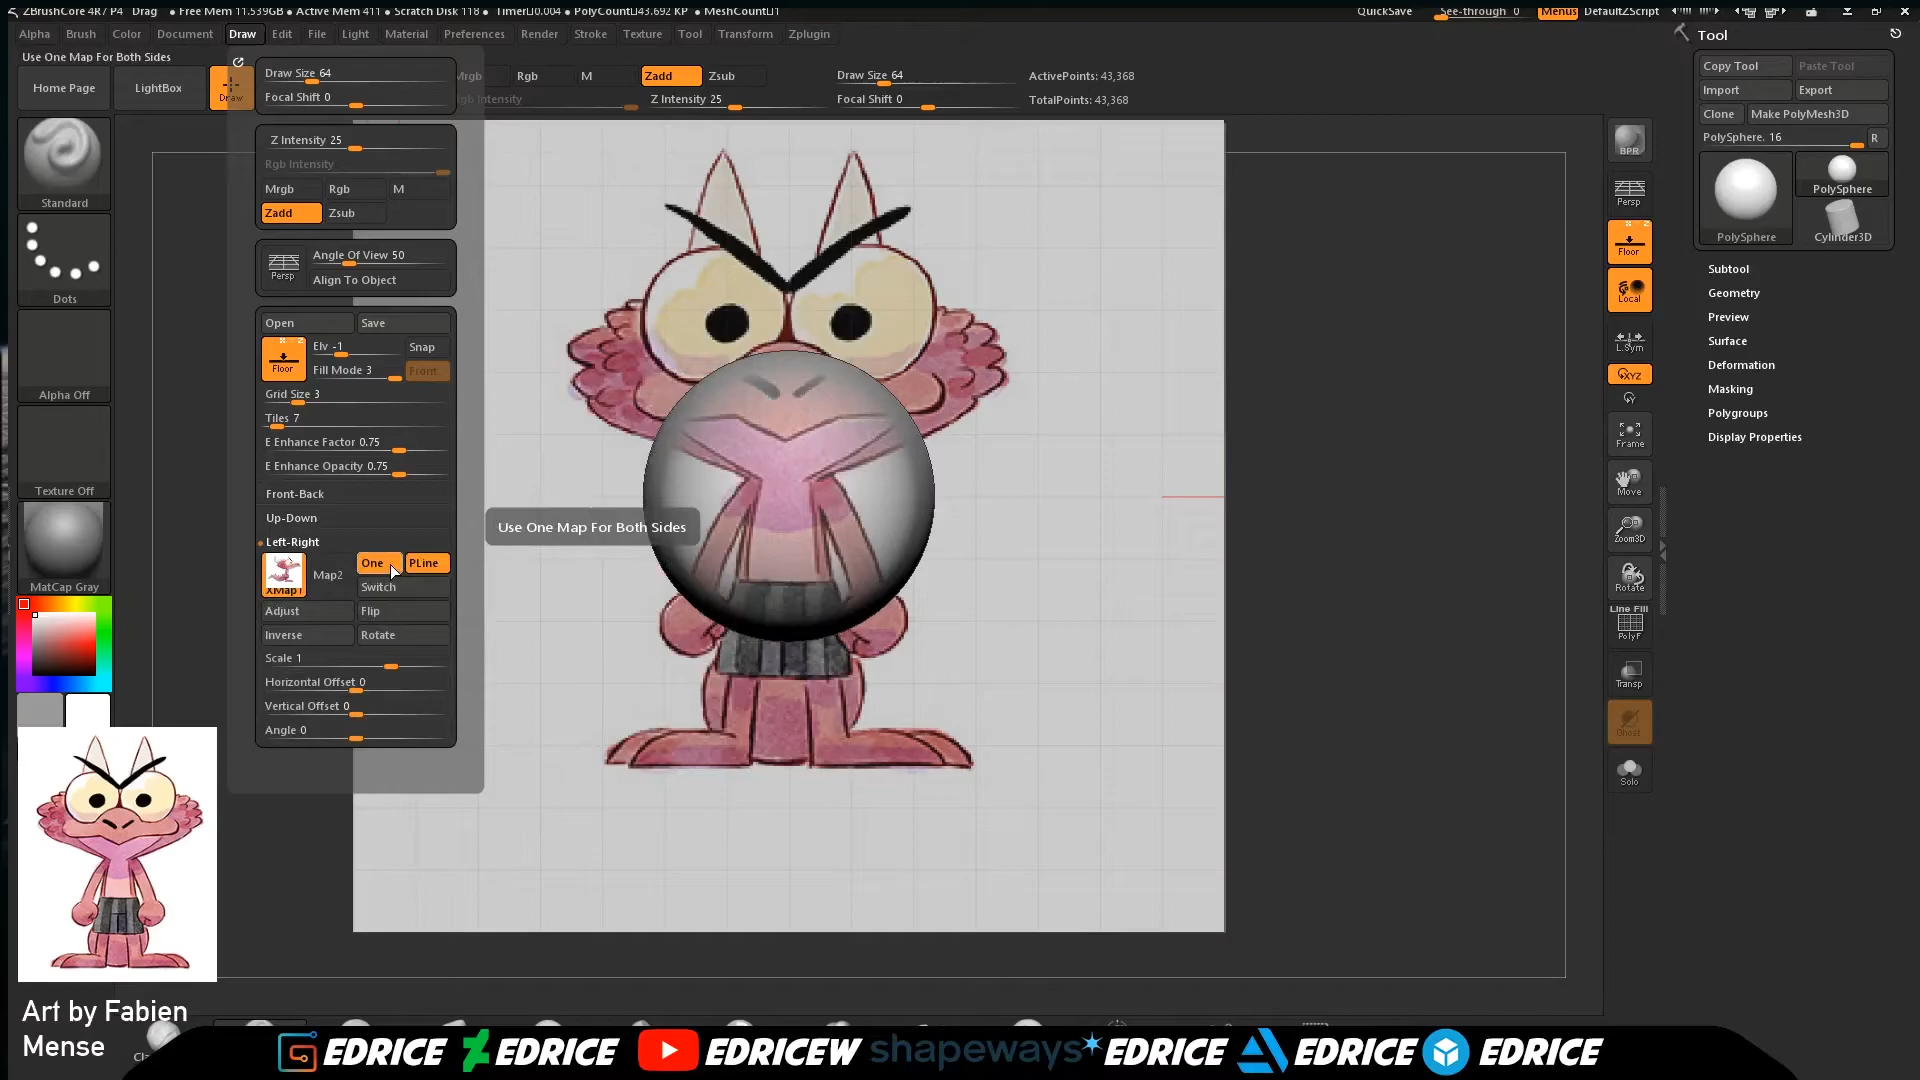 ZBrushCore 4R7 P4 Drag • Free Mem 11.539GB • Active Mem 411 • Scratch Disk 118 • Timer▯0.004 • PolyCount▯43.692 KP • MeshCount▯1
QuickSave See-through 0 Menus DefaultZScript
Alpha Brush Color Document Draw Edit File Light Material Preferences Render Stroke Texture Tool Transform Zplugin
Use One Map For Both Sides
Home Page
LightBox
Draw
Draw Size 64
Focal Shift 0
Mrgb Rgb M Zadd Zsub
Z Intensity 25
Draw Size 64
Focal Shift 0
ActivePoints: 43,368
TotalPoints: 43,368
Z Intensity 25
Rgb Intensity
Mrgb Rgb M
Zadd Zsub
Persp
Angle Of View 50
Align To Object
Open Save
Floor
Elv -1 Snap
Fill Mode 3 Front
Grid Size 3
Tiles 7
E Enhance Factor 0.75
E Enhance Opacity 0.75
Front-Back
Up-Down
Left-Right
XMap1 Map2 One PLine
Switch
Adjust Flip
Inverse Rotate
Scale 1
Horizontal Offset 0
Vertical Offset 0
Angle 0
Use One Map For Both Sides
Standard
Dots
Alpha Off
Texture Off
MatCap Gray
BPR
Persp
Floor
Local
L.Sym
XYZ
Frame
Move
Zoom3D
Rotate
Line Fill
PolyF
Transp
Ghost
Solo
Tool
Copy Tool Paste Tool
Import Export
Clone Make PolyMesh3D
PolySphere. 16 R
PolySphere
PolySphere
Cylinder3D
Subtool
Geometry
Preview
Surface
Deformation
Masking
Polygroups
Display Properties
Art by Fabien
Mense
EDRICE EDRICE EDRICEW shapeways* EDRICE EDRICE EDRICE